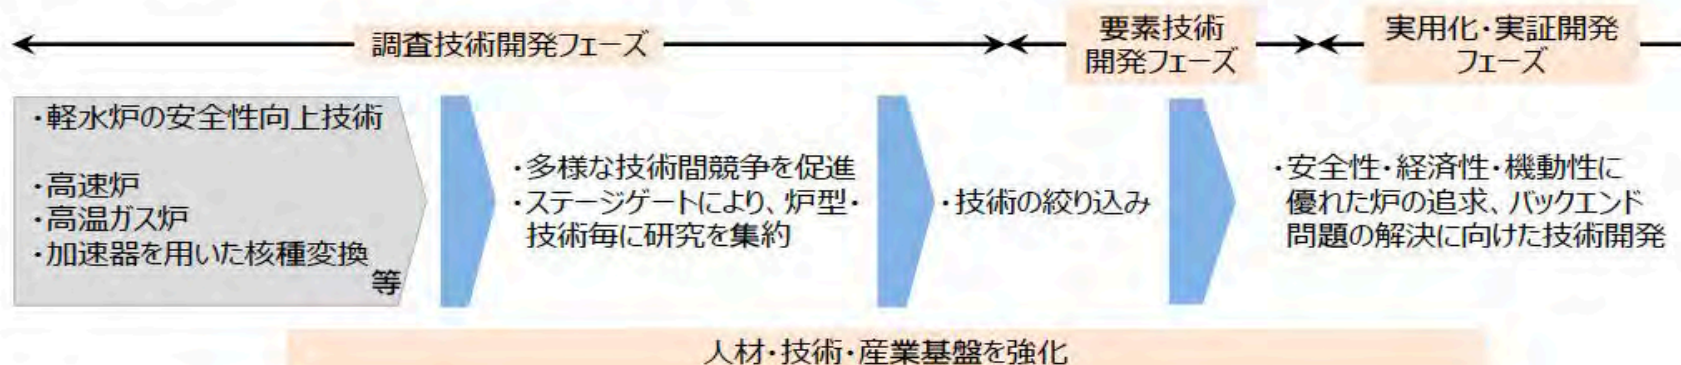 調査技術開発フェーズ
要素技術
開発フェーズ
実用化・実証開発
フェーズ
・軽水炉の安全性向上技術
・高速炉
・高温ガス炉
・加速器を用いた核種変換
等
・多様な技術間競争を促進
・ステージゲートにより、炉型・
技術毎に研究を集約
・技術の絞り込み
・安全性・経済性・機動性に
優れた炉の追求、バックエンド
問題の解決に向けた技術開発
人材・技術・産業基盤を強化